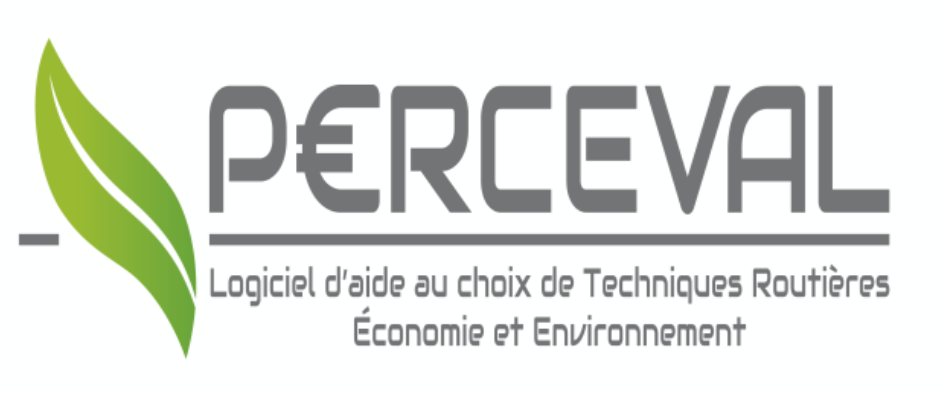 P€RCEVAL
Logiciel d'aide au choix de Techniques Routières
Économie et Environnement